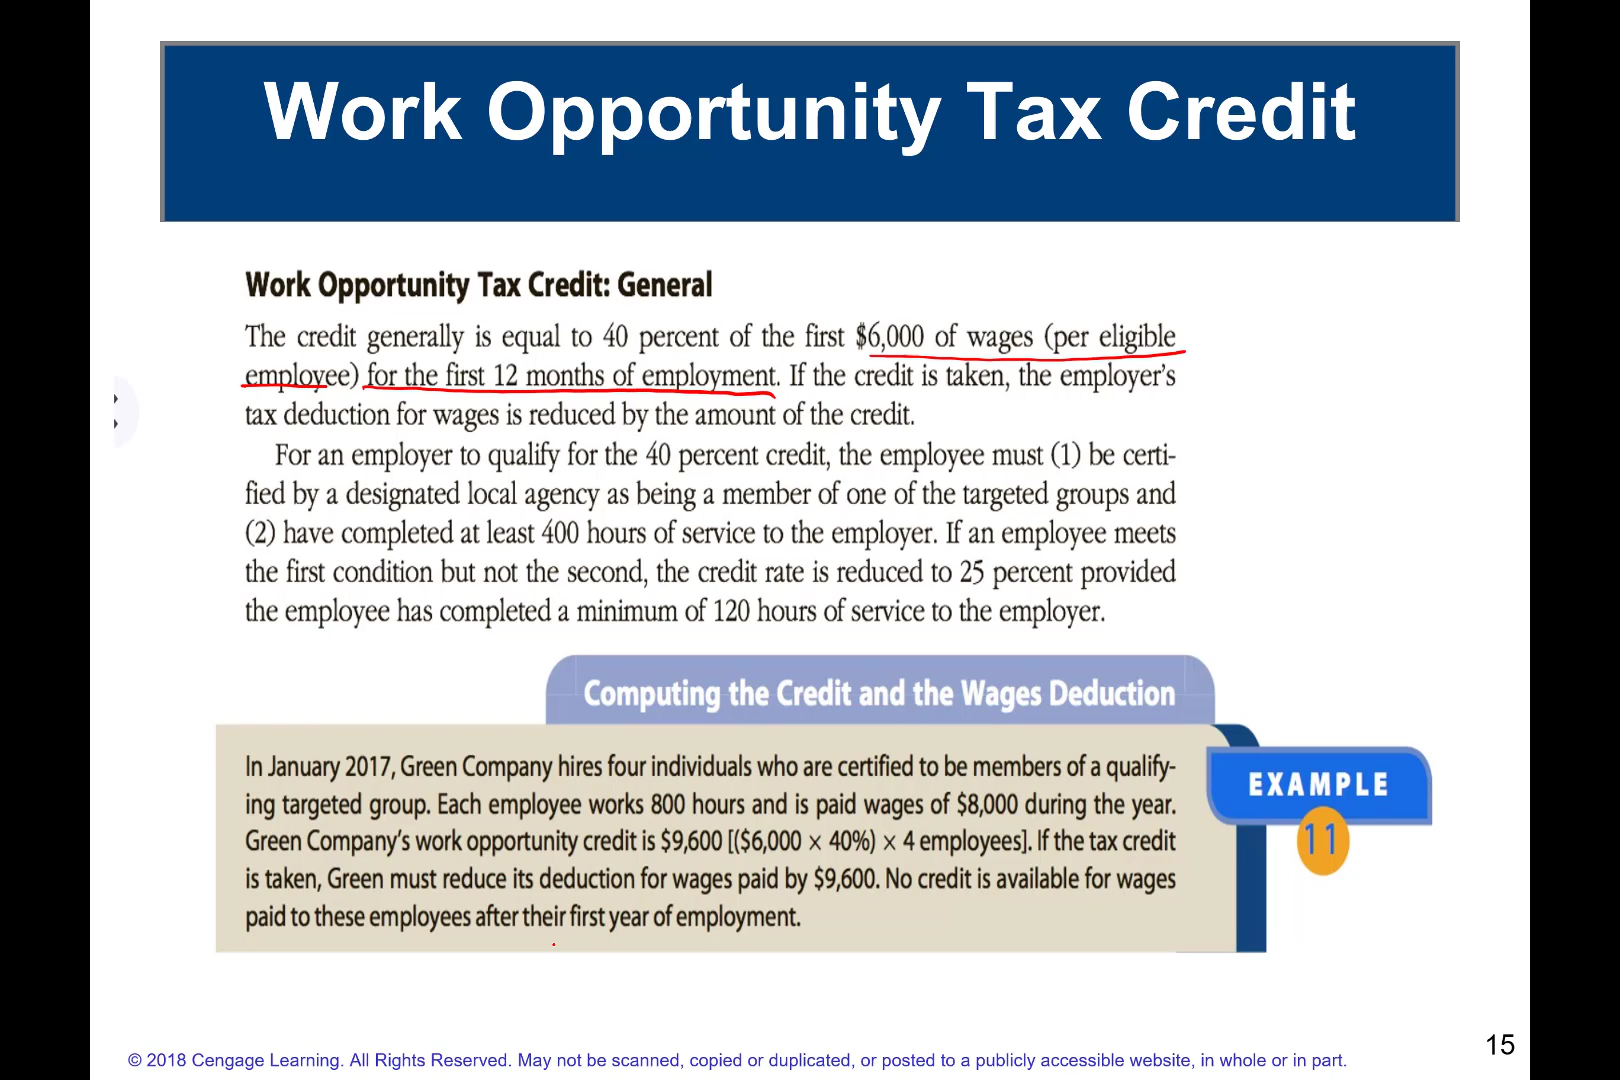 Work Opportunity Tax Credit
Work Opportunity Tax Credit: General
The credit generally is equal to 40 percent of the first $6,000 of wages (per eligible
employee) for the first 12 months of employment. If the credit is taken, the employer’s
tax deduction for wages is reduced by the amount of the credit.
For an employer to qualify for the 40 percent credit, the employee must (1) be certi-
fied by a designated local agency as being a member of one of the targeted groups and
(2) have completed at least 400 hours of service to the employer. If an employee meets
the first condition but not the second, the credit rate is reduced to 25 percent provided
the employee has completed a minimum of 120 hours of service to the employer.
Computing the Credit and the Wages Deduction
In January 2017, Green Company hires four individuals who are certified to be members of a qualify-
ing targeted group. Each employee works 800 hours and is paid wages of $8,000 during the year.
Green Company’s work opportunity credit is $9,600 [($6,000 × 40%) × 4 employees]. If the tax credit
is taken, Green must reduce its deduction for wages paid by $9,600. No credit is available for wages
paid to these employees after their first year of employment.
EXAMPLE
11
15
© 2018 Cengage Learning. All Rights Reserved. May not be scanned, copied or duplicated, or posted to a publicly accessible website, in whole or in part.